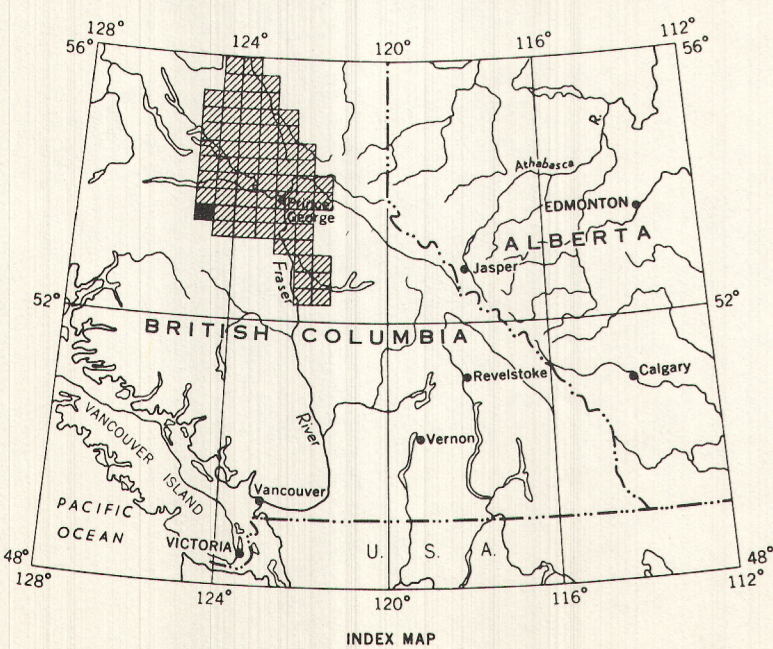 128°
124°
120°
116°
112°
56°
56°
R.
Athabasca
Prince
George
EDMONTON
ALBERTA
Jasper
Fraser
52°
52°
BRITISH COLUMBIA
Revelstoke
Calgary
VANCOUVER
ISLAND
River
Vernon
Vancouver
PACIFIC
OCEAN
VICTORIA
U. S. A.
48°
48°
128°
124°
120°
116°
112°
INDEX MAP